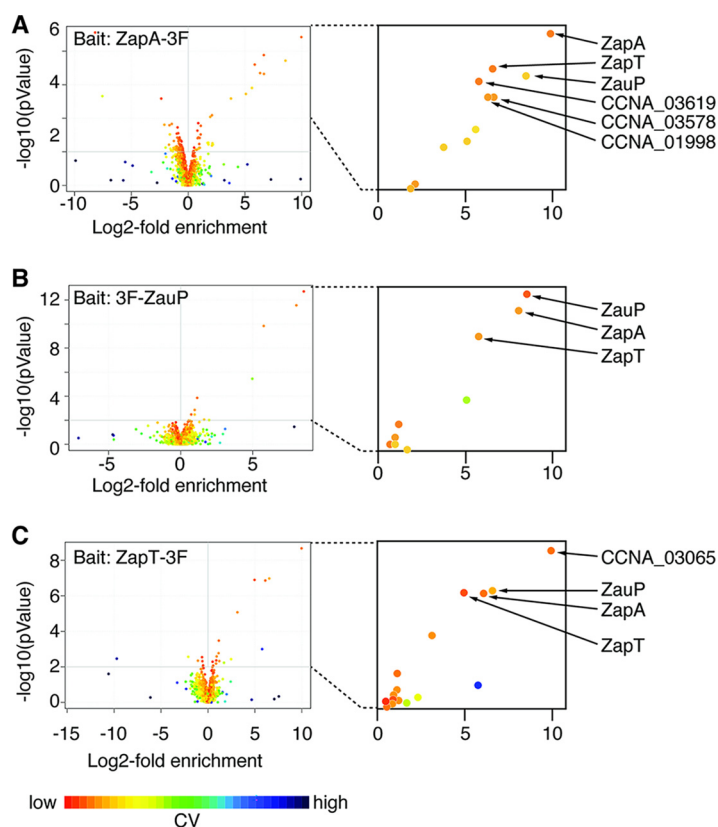 A
Bait: ZapA-3F
6
4
2
0
-log10(pValue)
-10
-5
0
5
10
Log2-fold enrichment
ZapA
ZapT
ZauP
CCNA_03619
CCNA_03578
CCNA_01998
0
5
10
B
Bait: 3F-ZauP
12
8
4
0
-log10(pValue)
-5
0
5
Log2-fold enrichment
ZauP
ZapA
ZapT
0
5
10
C
Bait: ZapT-3F
8
6
4
2
0
-log10(pValue)
-15
-10
-5
0
5
10
Log2-fold enrichment
CCNA_03065
ZauP
ZapA
ZapT
0
5
10
low
high
CV